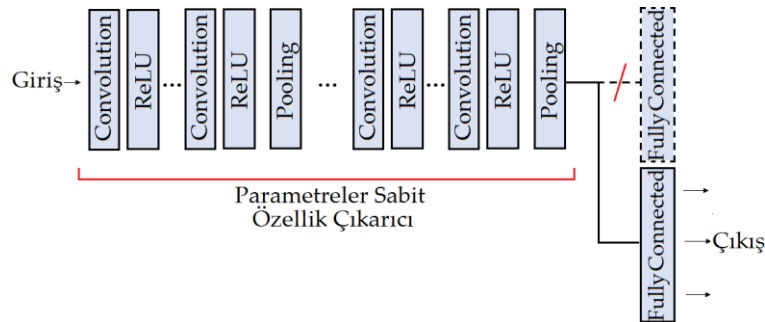 Giriş
Convolution
ReLU
...
Convolution
ReLU
Pooling
...
Convolution
ReLU
...
Convolution
ReLU
Pooling
Fully Connected
Parametreler Sabit
Özellik Çıkarıcı
Fully Connected
Çıkış